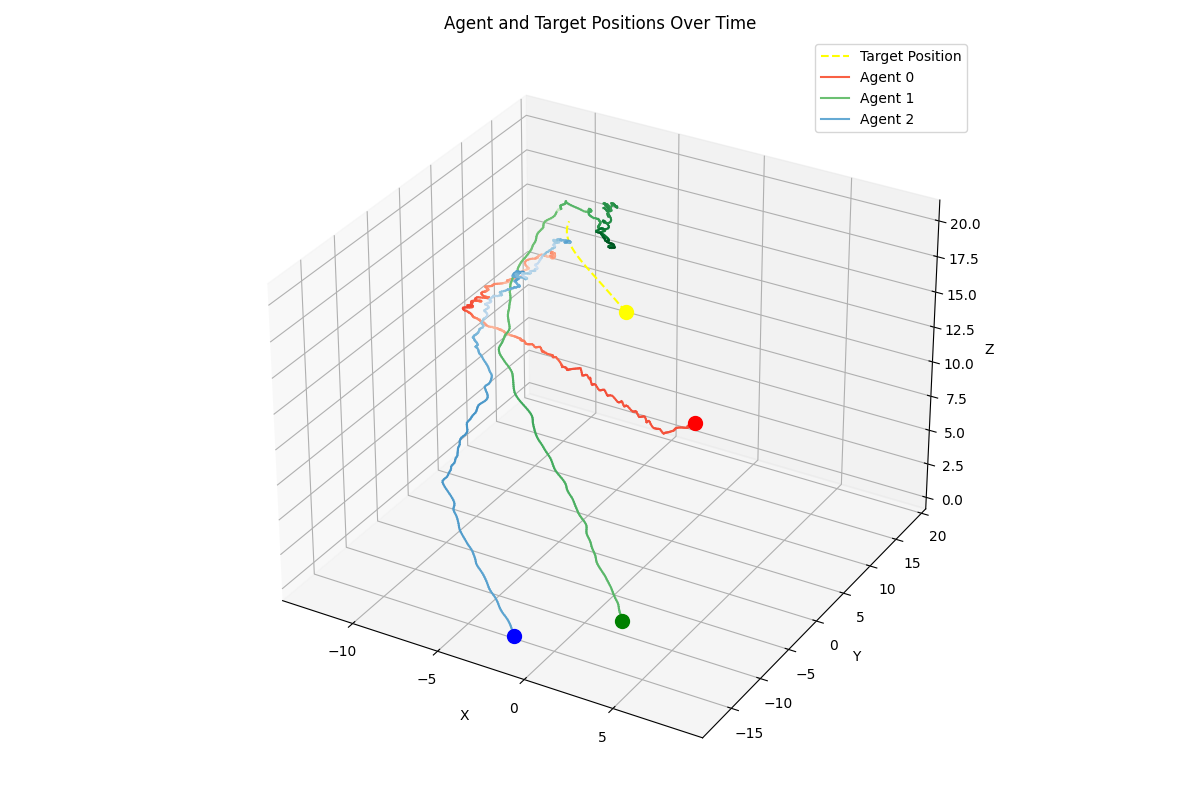 Agent and Target Positions Over Time
Target Position
Agent 0
Agent 1
Agent 2
20.0
17.5
15.0
12.5
10.0
7.5
5.0
2.5
0.0
Z
20
15
10
5
0
−5
−10
−15
Y
−10
−5
0
5
X